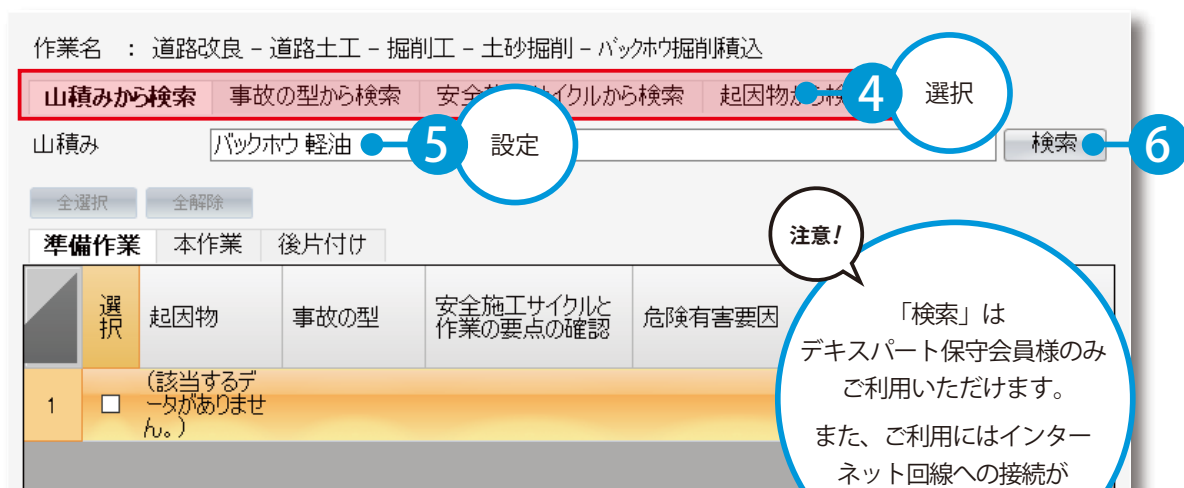 作業名 : 道路改良 – 道路土工 – 掘削工 – 土砂掘削 – バックホウ掘削積込
山積みから検索 事故の型から検索 安全施工サイクルから検索 起因物から検
4 選択
山積み バックホウ 軽油 5 設定 検索 6
全選択 全解除
準備作業 本作業 後片付け
注意!
選択 起因物 事故の型 安全施工サイクルと
作業の要点の確認 危険有害要因
1 (該当するデ
ータがありませ
ん。)
「検索」は
デキスパート保守会員様のみ
ご利用いただけます。
また、ご利用にはインター
ネット回線への接続が